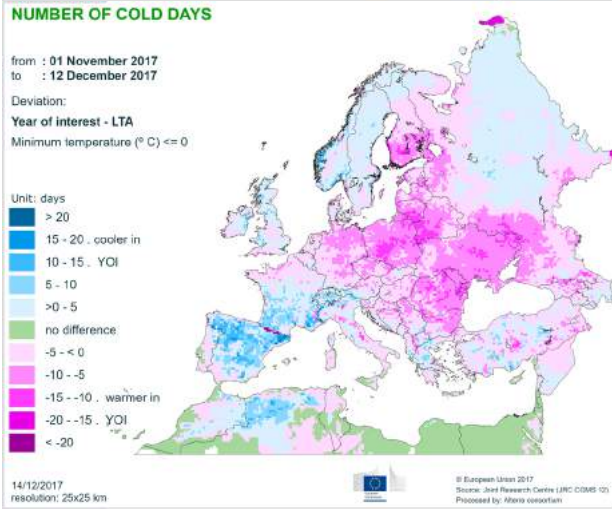 NUMBER OF COLD DAYS
from : 01 November 2017
to : 12 December 2017
Deviation:
Year of interest - LTA
Minimum temperature (º C) <= 0
Unit: days
> 20
15 - 20 . cooler in
10 - 15 . YOI
5 - 10
>0 - 5
no difference
-5 - < 0
-10 - -5
-15 - -10 . warmer in
-20 - -15 . YOI
< -20
14/12/2017
resolution: 25x25 km
© European Union 2017
Source: Joint Research Centre (JRC CGMS 12)
Processed by: Alterra consortium